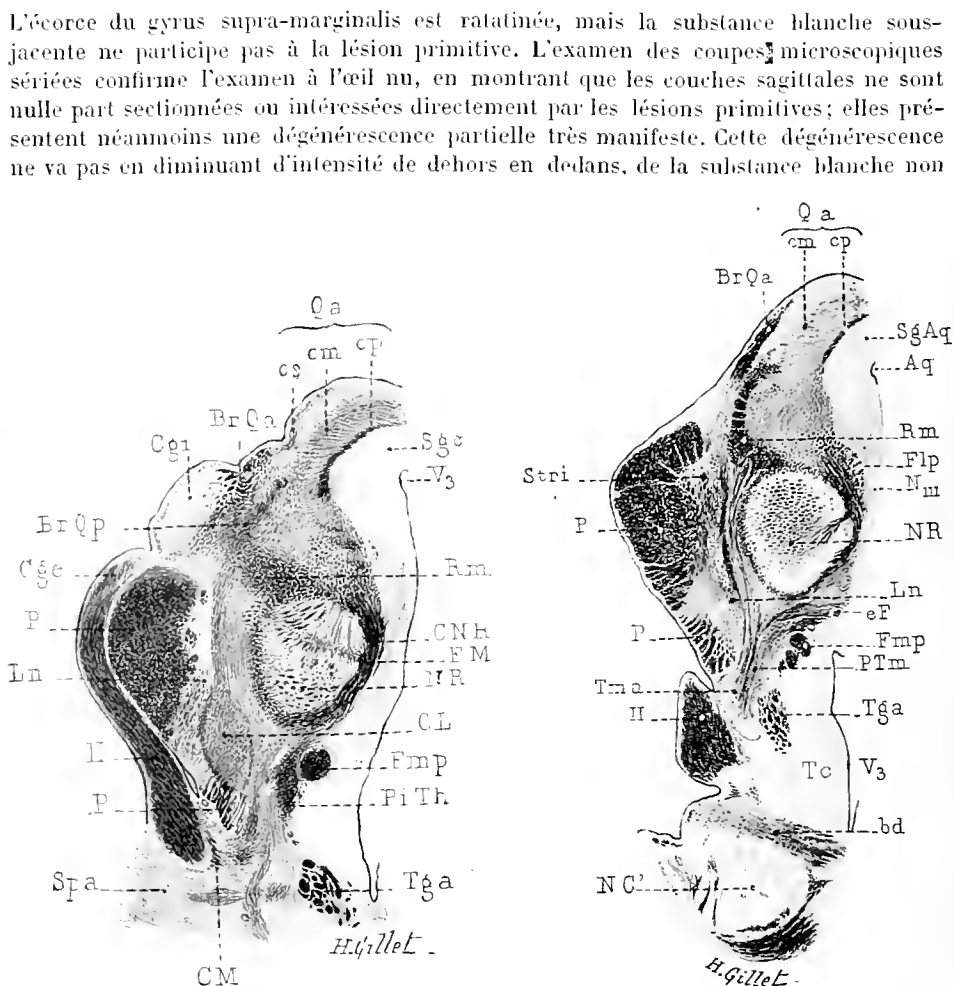 L'écorce du gyrus supra-marginalis est ratatinée, mais la substance blanche sous-
jacente ne participe pas à la lésion primitive. L'examen des coupes microscopiques
sériées confirme l'examen à l'œil nu, en montrant que les couches sagittales ne sont
nulle part sectionnées ou intéressées directement par les lésions primitives; elles pré-
sentent néanmoins une dégénérescence partielle très manifeste. Cette dégénérescence
ne va pas en diminuant d'intensité de dehors en dedans, de la substance blanche non
Qa
cs cm cp
BrQa
Cgi
Sgc
V3
BrQp
Cge
Rm
P
CNR
FM
Ln
NR
CL
II
Fmp
P
PiTh
Spa
Tga
H. Gillet
CM
Qa
cm cp
BrQa
SgAq
Aq
Rm
Flp
Stri
NIII
P
NR
Ln
eF
P
Fmp
PTm
Tma
II
Tga
Tc
V3
bd
NC'
H. Gillet